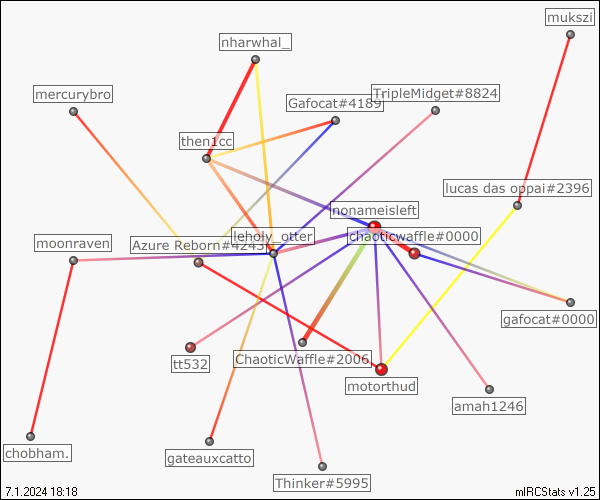 mukszi
nharwhal_
mercurybro
Gafocat#4189
TripleMidget#8824
then1cc
lucas das oppai#2396
nonameisleft
moonraven
Azure Reborn#4243
leholy_otter
chaoticwaffle#0000
gafocat#0000
tt532
ChaoticWaffle#2006
motorthud
amah1246
chobham.
gateauxcatto
Thinker#5995
7.1.2024 18:18
mIRCStats v1.25